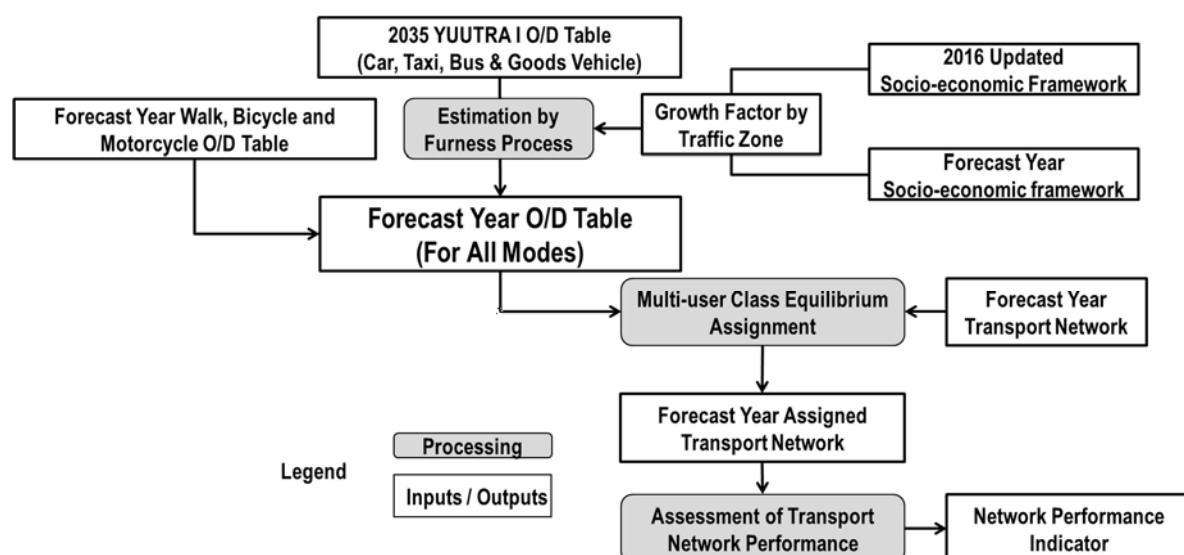 2035 YUUTRA I O/D Table
(Car, Taxi, Bus & Goods Vehicle)
2016 Updated
Socio-economic Framework
Forecast Year Walk, Bicycle and
Motorcycle O/D Table
Estimation by
Furness Process
Growth Factor by
Traffic Zone
Forecast Year
Socio-economic framework
Forecast Year O/D Table
(For All Modes)
Multi-user Class Equilibrium
Assignment
Forecast Year
Transport Network
Forecast Year Assigned
Transport Network
Legend
Processing
Inputs / Outputs
Assessment of Transport
Network Performance
Network Performance
Indicator